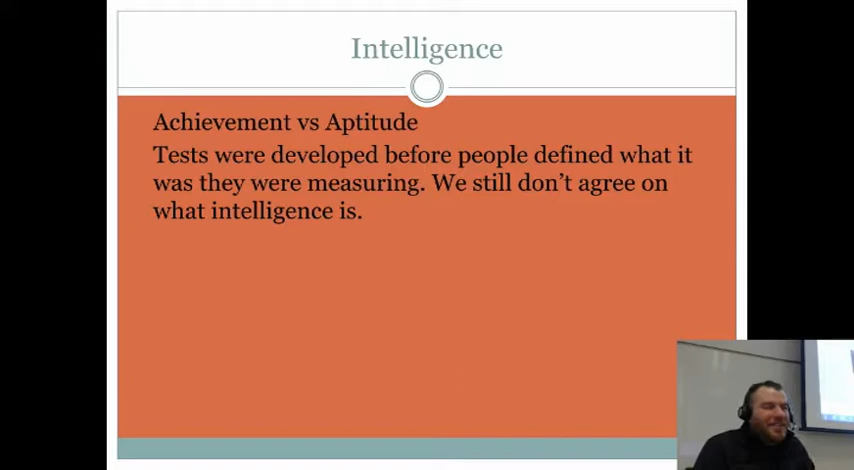 Intelligence
Achievement vs Aptitude
Tests were developed before people defined what it
was they were measuring. We still don’t agree on
what intelligence is.